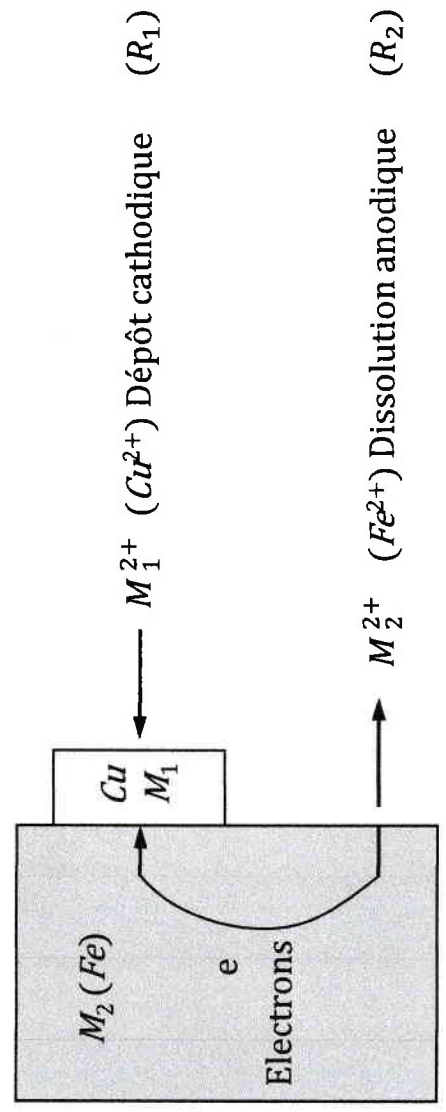 M₂ (Fe)
e
Electrons
Cu
M₁
M₁²⁺ (Cu²⁺) Dépôt cathodique (R₁)
M₂²⁺ (Fe²⁺) Dissolution anodique (R₂)